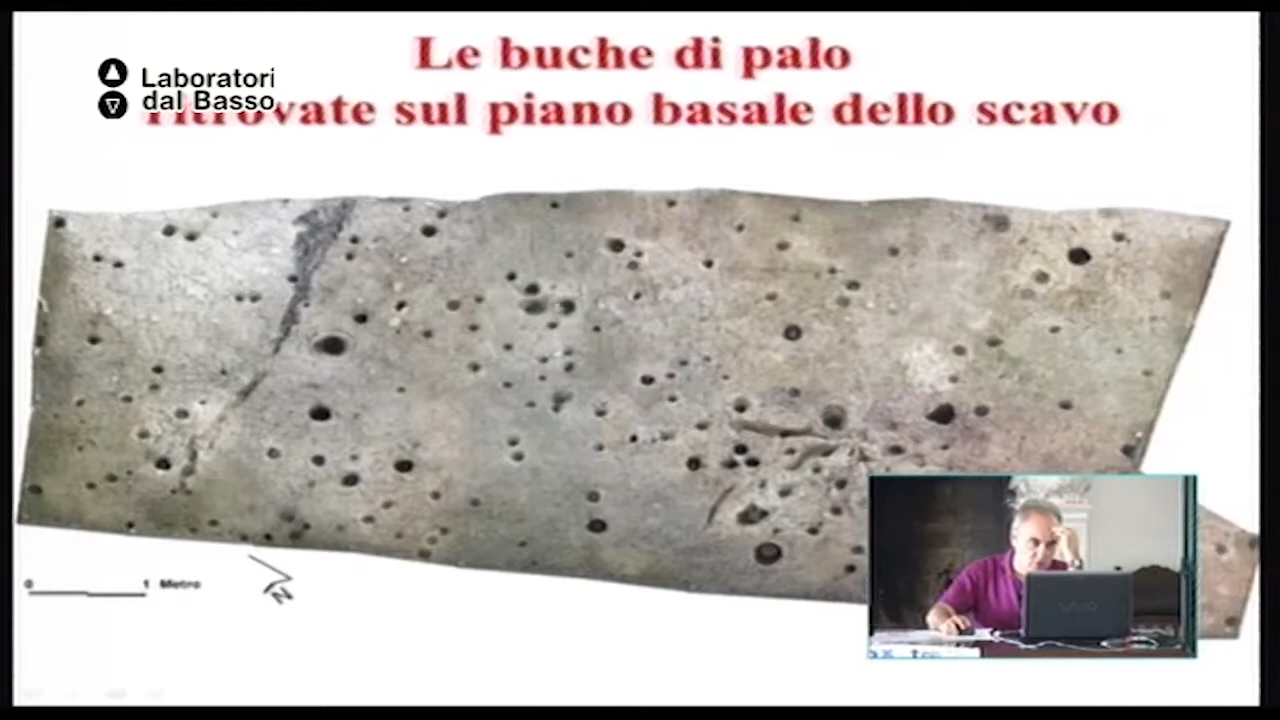 Le buche di palo
Laboratori
dal Basso
ritrovate sul piano basale dello scavo
0 1 Metro
N
VAIO